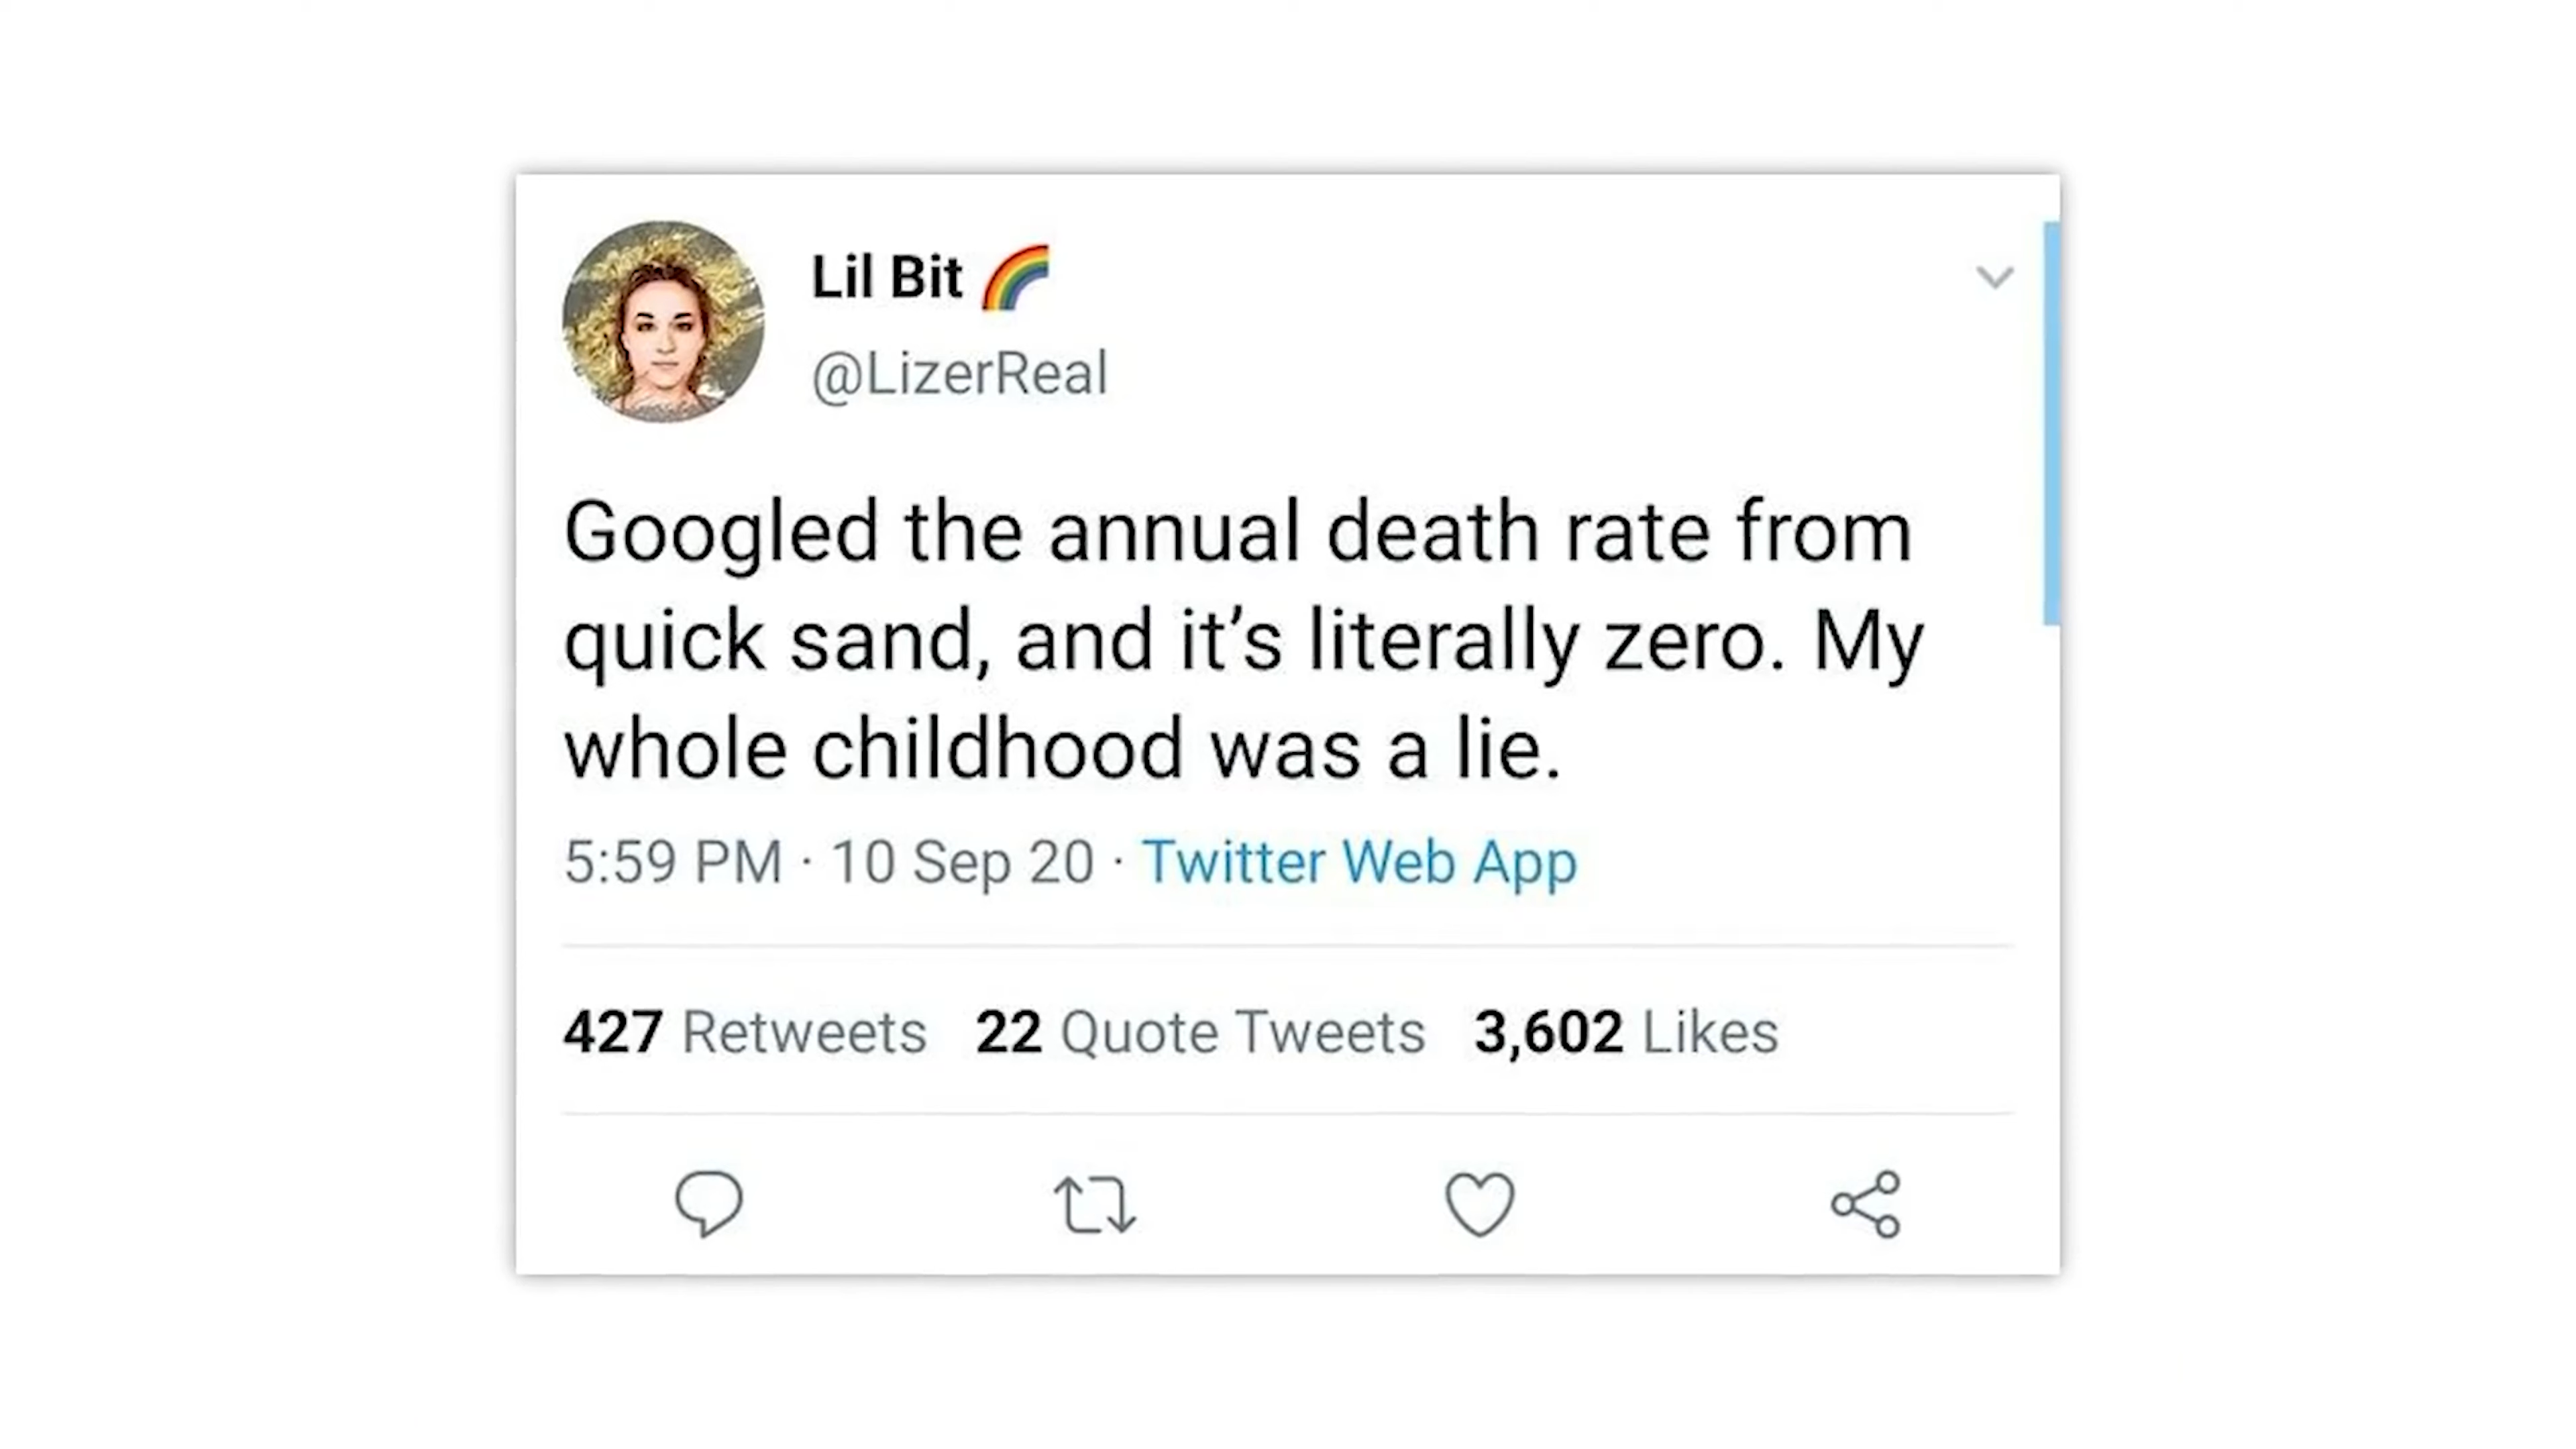 Lil Bit 🌈
@LizerReal
Googled the annual death rate from
quick sand, and it’s literally zero. My
whole childhood was a lie.
5:59 PM · 10 Sep 20 · Twitter Web App
427 Retweets 22 Quote Tweets 3,602 Likes